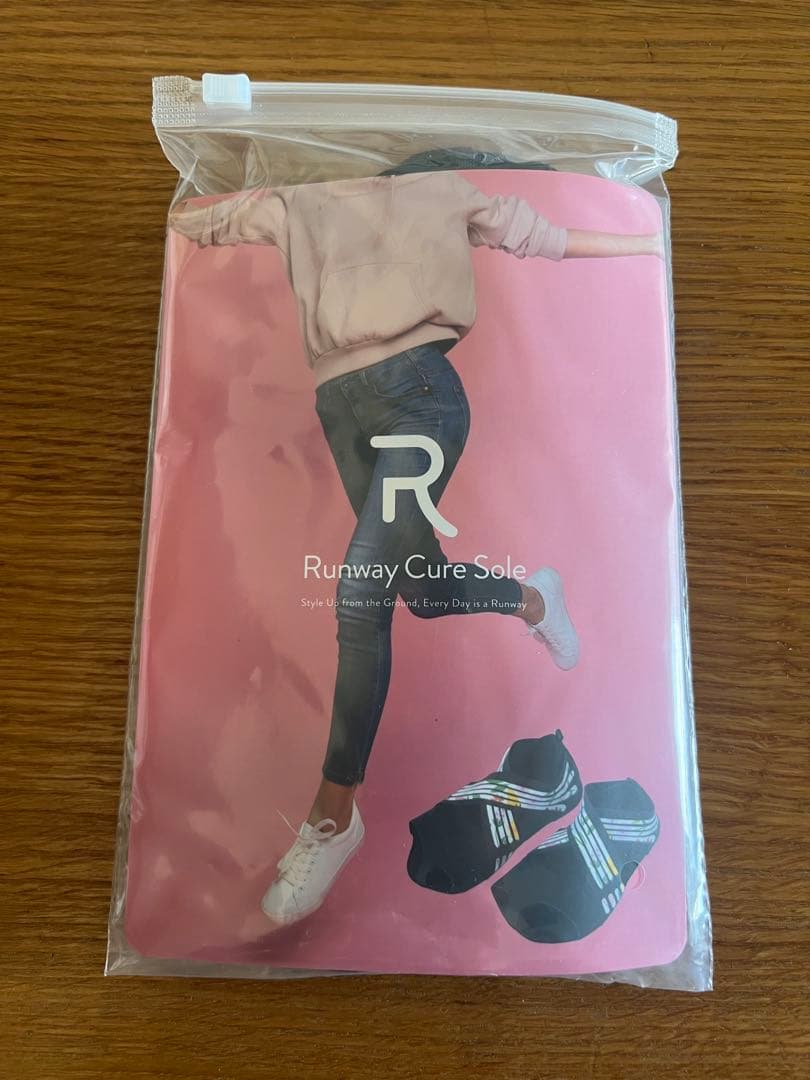 R
Runway Cure Sole
Style Up from the Ground, Every Day is a Runway